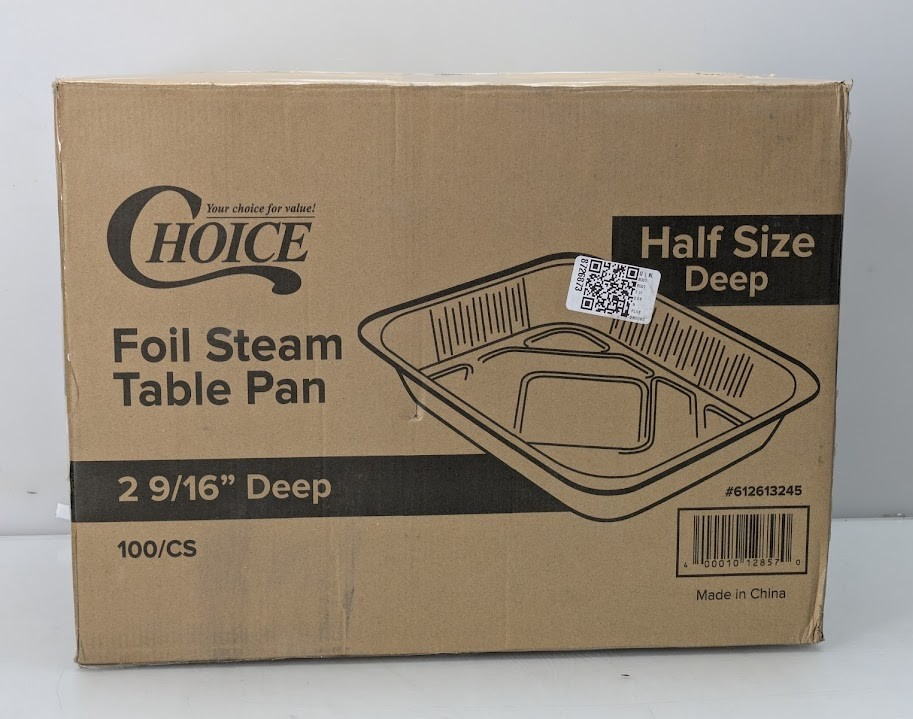 Your choice for value!
CHOICE
Half Size
Deep
8726873
Foil Steam
Table Pan
2 9/16” Deep
100/CS
#612613245
4 00010 12857 0
Made in China